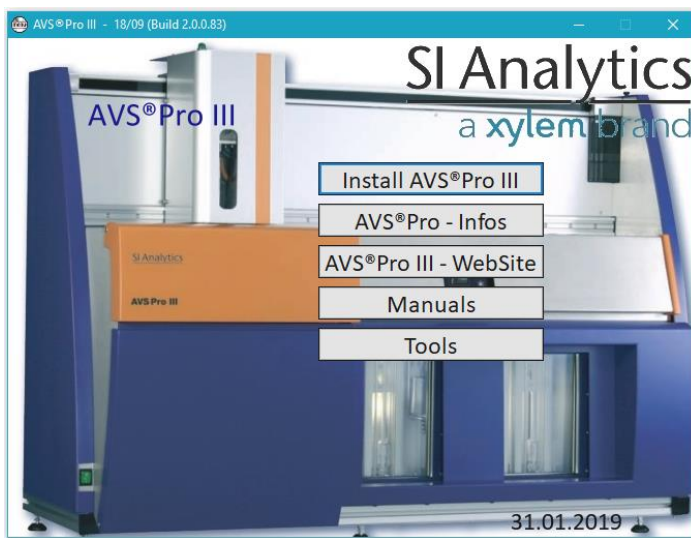 AVS®Pro III - 18/09 (Build 2.0.0.83)
SI Analytics
a xylem brand
AVS®Pro III
Install AVS®Pro III
AVS®Pro - Infos
AVS®Pro III - WebSite
Manuals
Tools
SI Analytics
AVS Pro III
31.01.2019